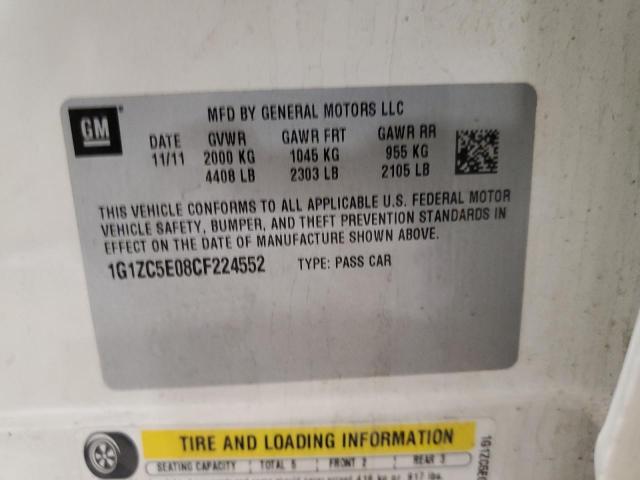 GM
MFD BY GENERAL MOTORS LLC
DATE GVWR GAWR FRT GAWR RR
11/11 2000 KG 1045 KG 955 KG
4408 LB 2303 LB 2105 LB
THIS VEHICLE CONFORMS TO ALL APPLICABLE U.S. FEDERAL MOTOR
VEHICLE SAFETY, BUMPER, AND THEFT PREVENTION STANDARDS IN
EFFECT ON THE DATE OF MANUFACTURE SHOWN ABOVE.
1G1ZC5E08CF224552 TYPE: PASS CAR
TIRE AND LOADING INFORMATION
SEATING CAPACITY TOTAL 5 FRONT 2 REAR 3
1G1ZC5E